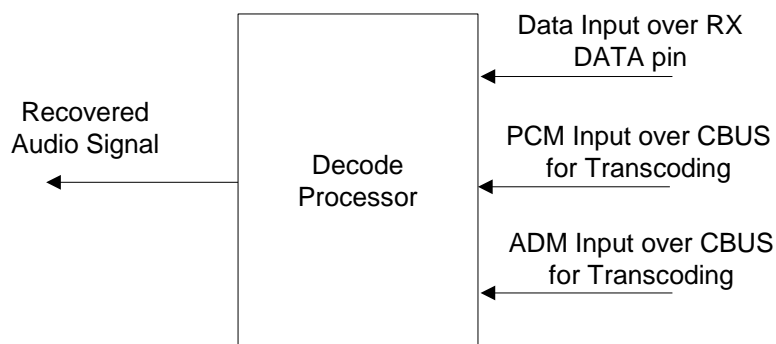 Data Input over RX
DATA pin
Recovered
Audio Signal
PCM Input over CBUS
for Transcoding
Decode
Processor
ADM Input over CBUS
for Transcoding